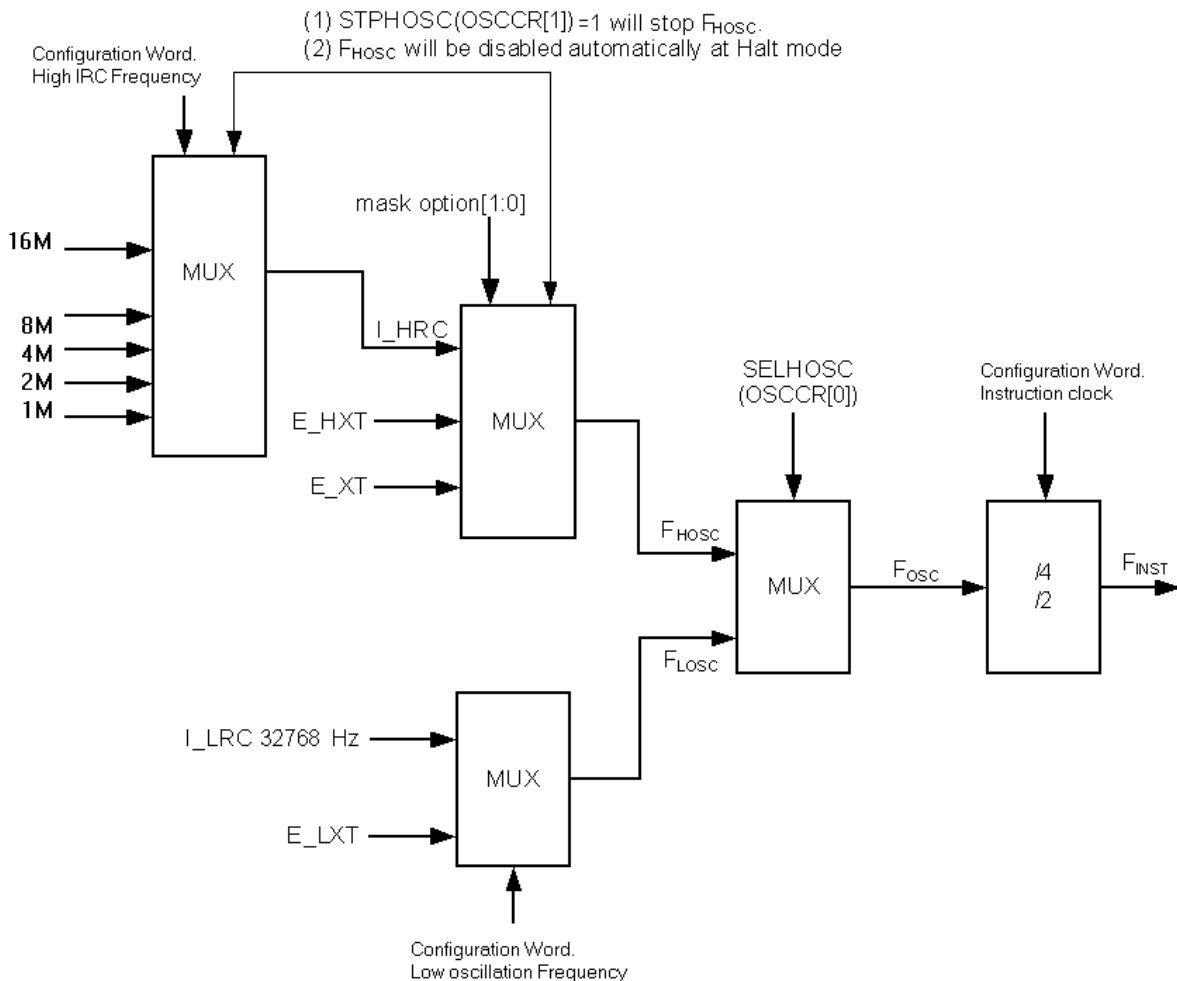 (1) STPHOSC(OSCCR[1])=1 will stop FHOSC.
(2) FHOSC will be disabled automatically at Halt mode
Configuration Word.
High IRC Frequency
mask option[1:0]
16M
MUX
8M
4M
2M
1M
I_HRC
E_HXT
MUX
E_XT
SELHOSC
(OSCCR[0])
Configuration Word.
Instruction clock
FHOSC
MUX
FOSC
/4
/2
FINST
FLOSC
I_LRC 32768 Hz
MUX
E_LXT
Configuration Word.
Low oscillation Frequency